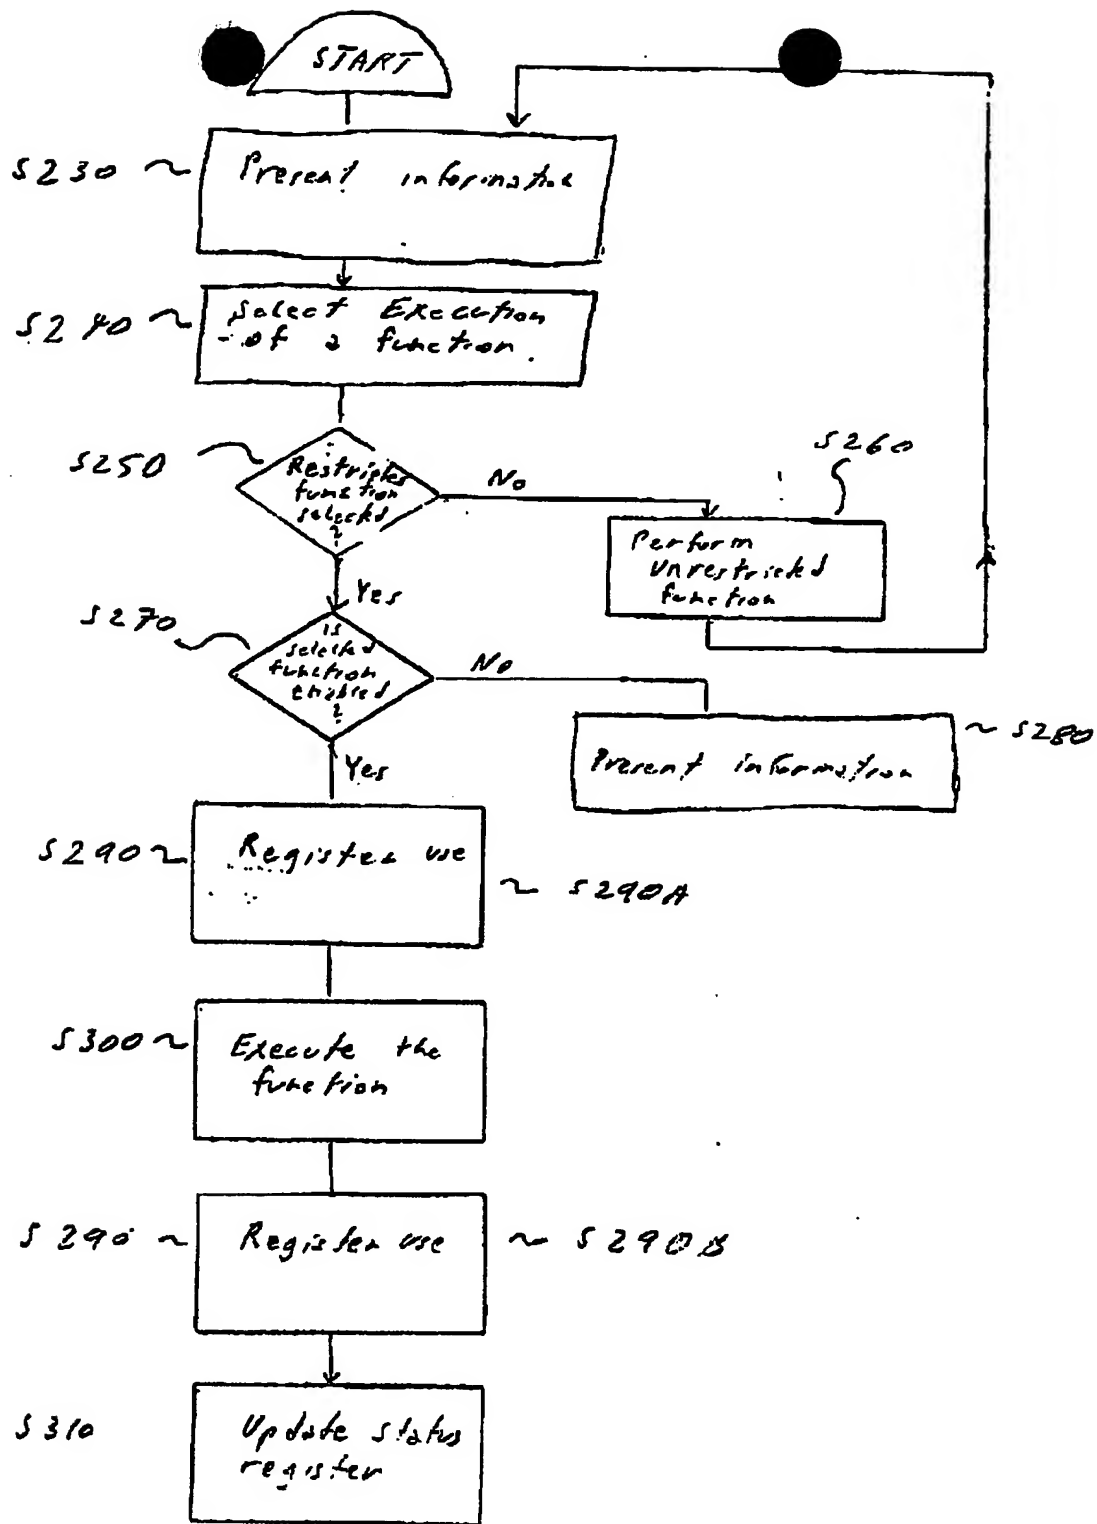 START
S230
Present information
S240
Select Execution
of a function.
S250
Restricted
function
selected
?
No
S260
Perform
unrestricted
function
Yes
S270
is
selected
function
enabled
?
No
S280
Present information
Yes
S290
Register use
S290A
S300
Execute the
function
S290
Register use
S290B
S310
Update status
register